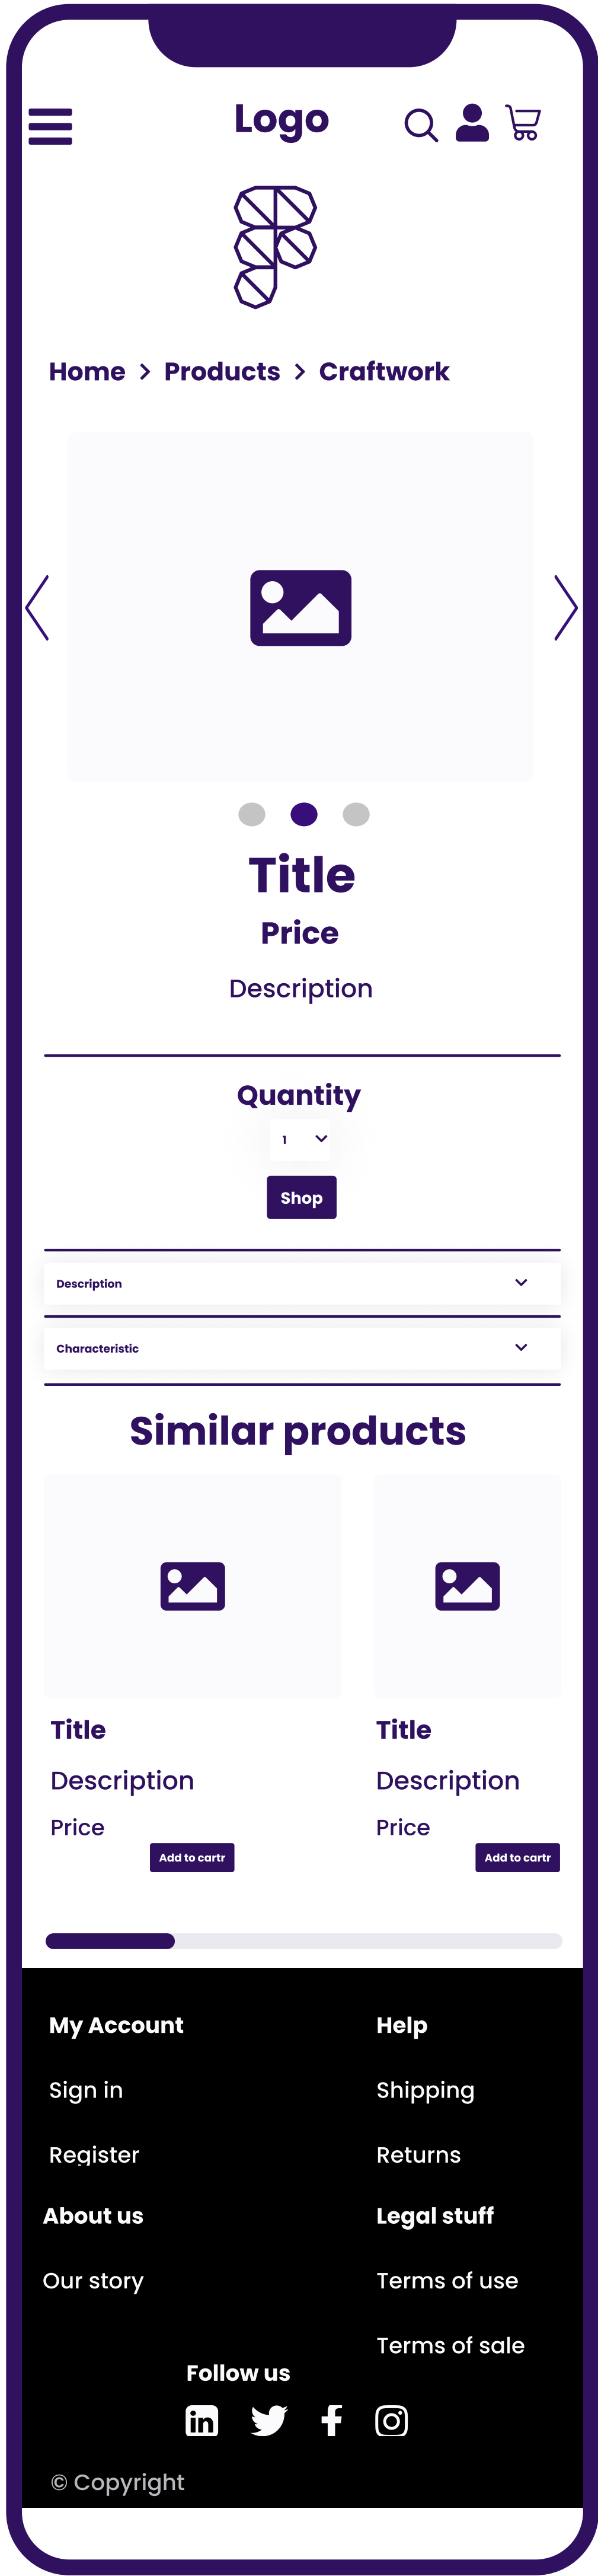 Logo
Home > Products > Craftwork
Title
Price
Description
Quantity
1
Shop
Description
Characteristic
Similar products
Title
Description
Price
Add to cartr
Title
Description
Price
Add to cartr
My Account
Sign in
Register
Help
Shipping
Returns
About us
Our story
Legal stuff
Terms of use
Terms of sale
Follow us
© Copyright